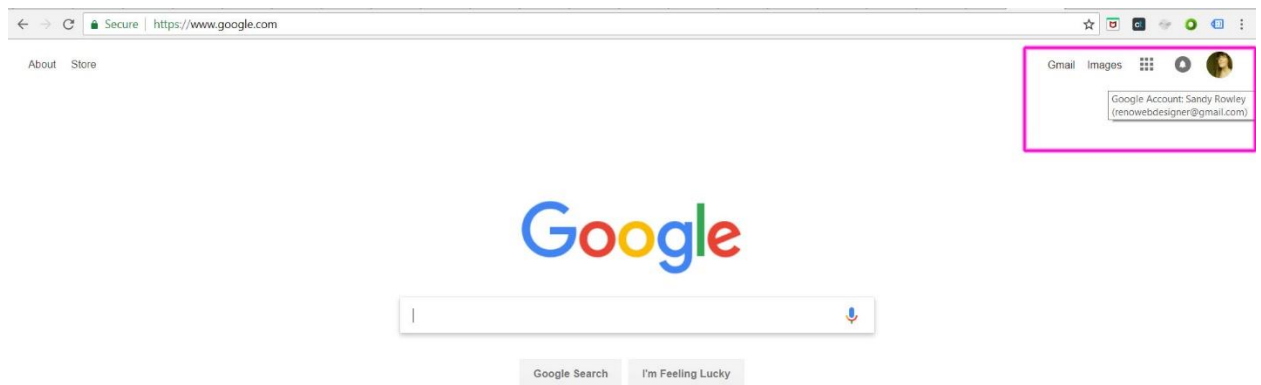 Secure https://www.google.com
About Store
Gmail Images
Google Account: Sandy Rowley
(renowebdesigner@gmail.com)
Google
Google Search I'm Feeling Lucky